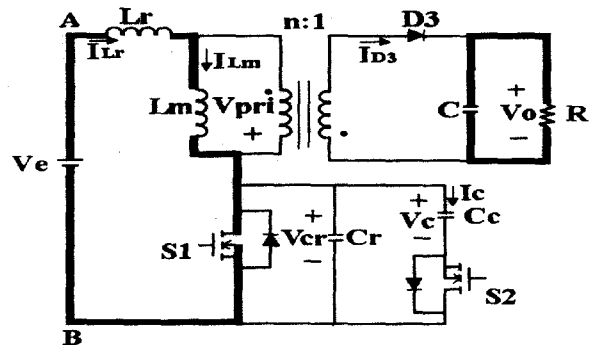 A
Lr
n:1
D3
ILr
ILm
ID3
Lm
Vpri
+
C
+
Vo
−
R
Ve
S1
+
Vcr
−
Cr
+
Vc
−
Ic
Cc
S2
B